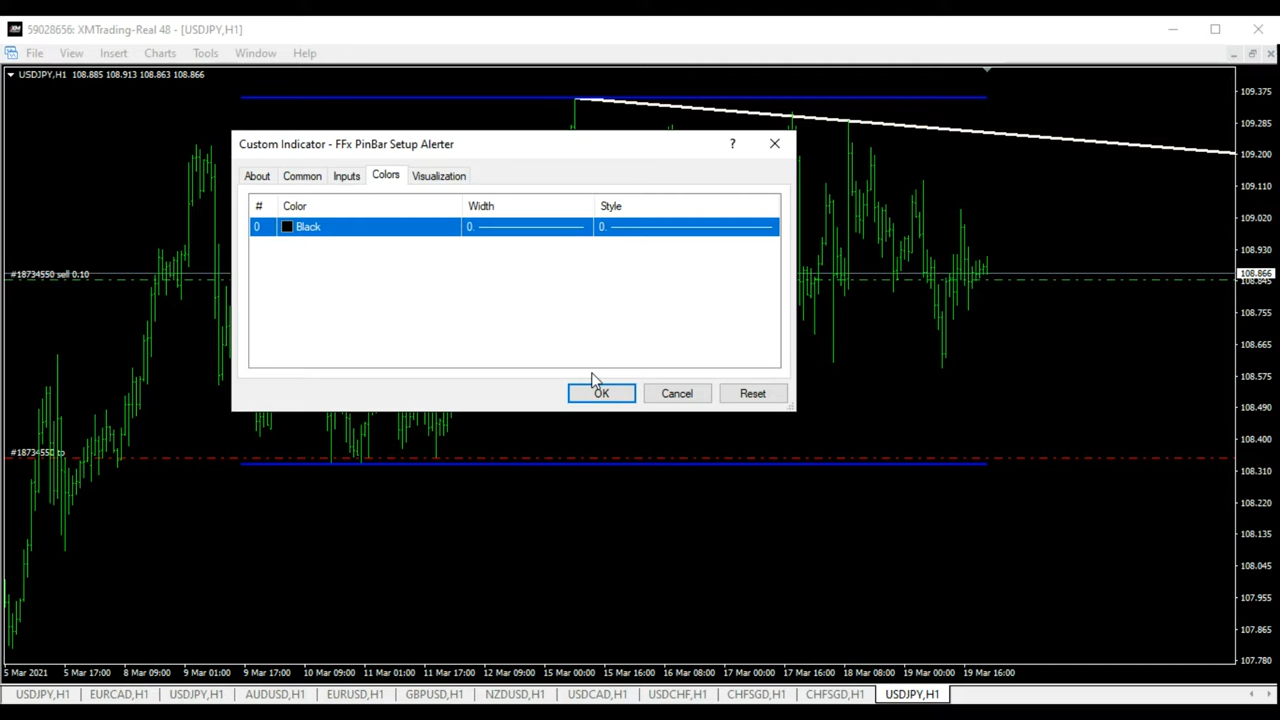 59028656: XMTrading-Real 48 - [USDJPY,H1]
File View Insert Charts Tools Window Help
USDJPY,H1 108.885 108.913 108.863 108.866
109.375
109.285
109.200
109.110
109.020
108.930
108.866
108.845
108.755
108.665
108.575
108.490
108.400
108.310
108.220
108.135
108.045
107.955
107.865
107.780
Custom Indicator - FFx PinBar Setup Alerter
?
About Common Inputs Colors Visualization
# Color Width Style
0 Black 0. 0.
OK Cancel Reset
#18734550 sell 0.10
#18734550 tp
5 Mar 2021 5 Mar 17:00 8 Mar 09:00 9 Mar 01:00 9 Mar 17:00 10 Mar 09:00 11 Mar 01:00 11 Mar 17:00 12 Mar 09:00 15 Mar 00:00 15 Mar 16:00 16 Mar 08:00 17 Mar 00:00 17 Mar 16:00 18 Mar 08:00 19 Mar 00:00 19 Mar 16:00
USDJPY,H1 EURCAD,H1 USDJPY,H1 AUDUSD,H1 EURUSD,H1 GBPUSD,H1 NZDUSD,H1 USDCAD,H1 USDCHF,H1 CHFSGD,H1 CHFSGD,H1 USDJPY,H1